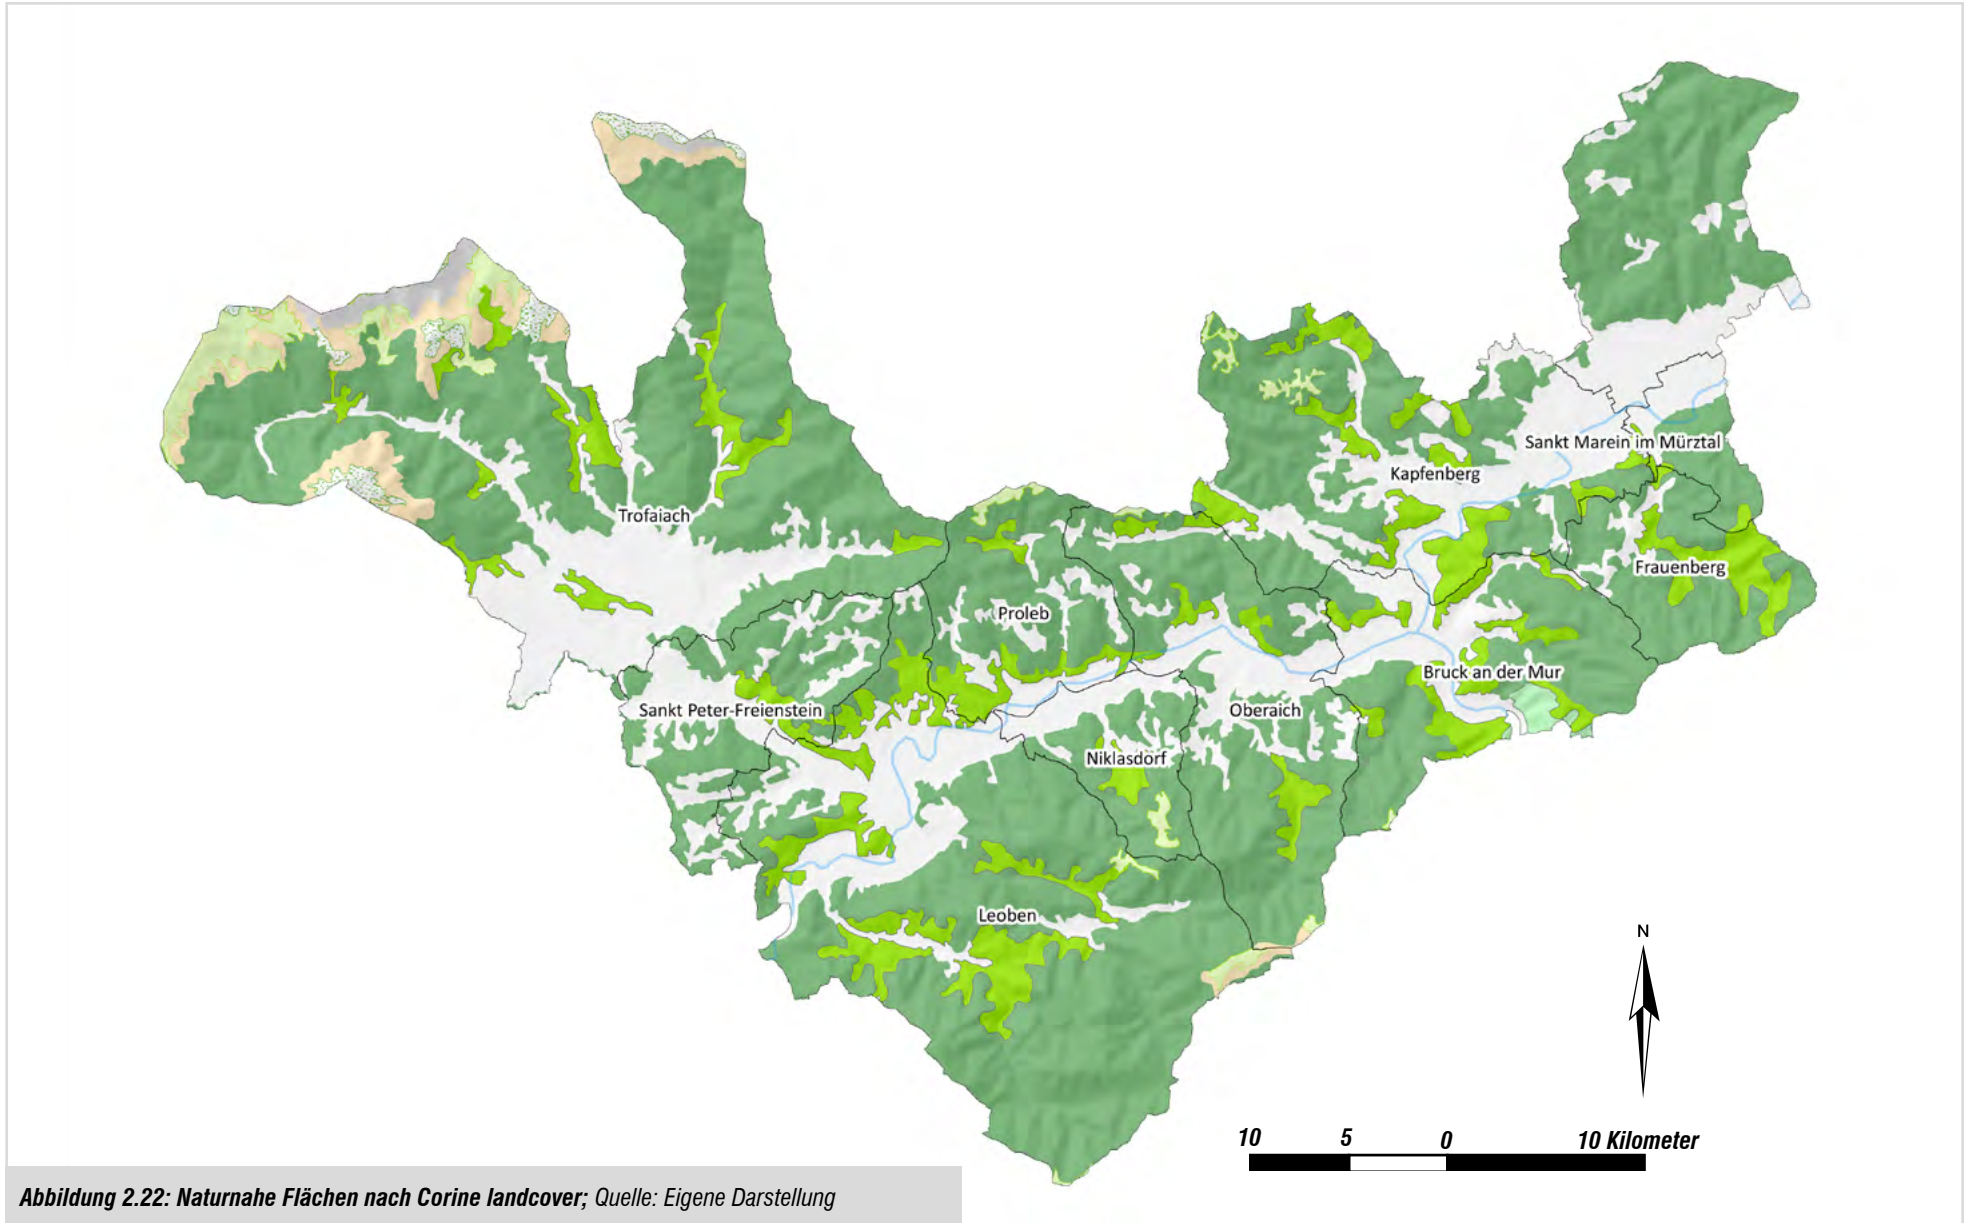 Trofaiach
Kapfenberg
Sankt Marein im Mürztal
Frauenberg
Proleb
Bruck an der Mur
Sankt Peter-Freienstein
Oberaich
Niklasdorf
Leoben
N
10 5 0 10 Kilometer
Abbildung 2.22: Naturnahe Flächen nach Corine landcover; Quelle: Eigene Darstellung